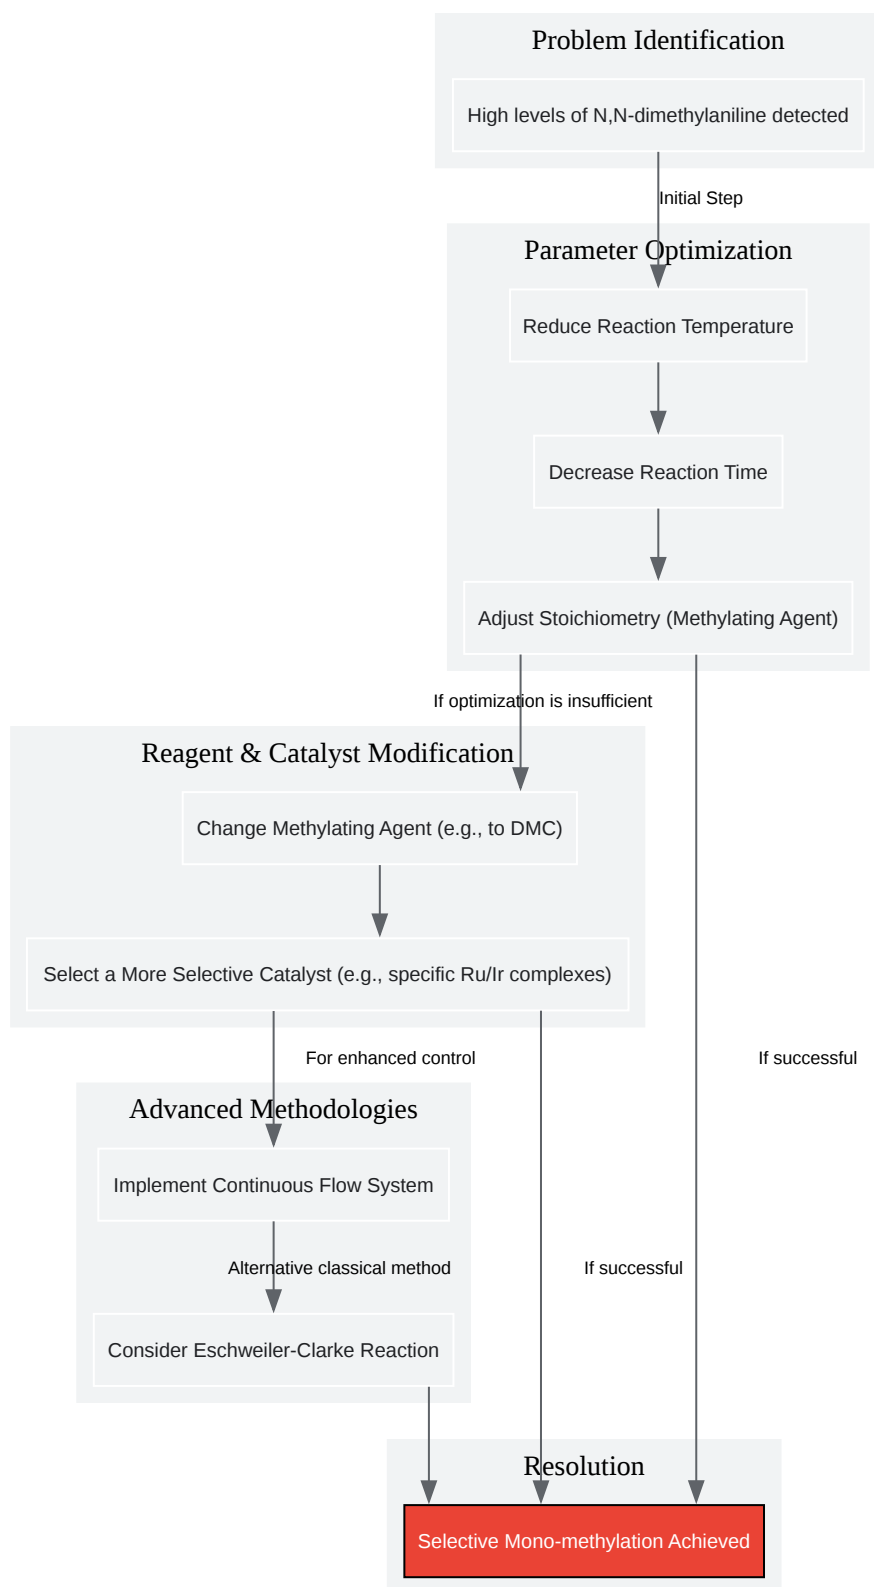 Problem Identification
High levels of N,N-dimethylaniline detected
Initial Step
Parameter Optimization
Reduce Reaction Temperature
Decrease Reaction Time
Adjust Stoichiometry (Methylating Agent)
If optimization is insufficient
Reagent & Catalyst Modification
Change Methylating Agent (e.g., to DMC)
Select a More Selective Catalyst (e.g., specific Ru/Ir complexes)
For enhanced control
If successful
Advanced Methodologies
Implement Continuous Flow System
Alternative classical method
If successful
Consider Eschweiler-Clarke Reaction
Resolution
Selective Mono-methylation Achieved